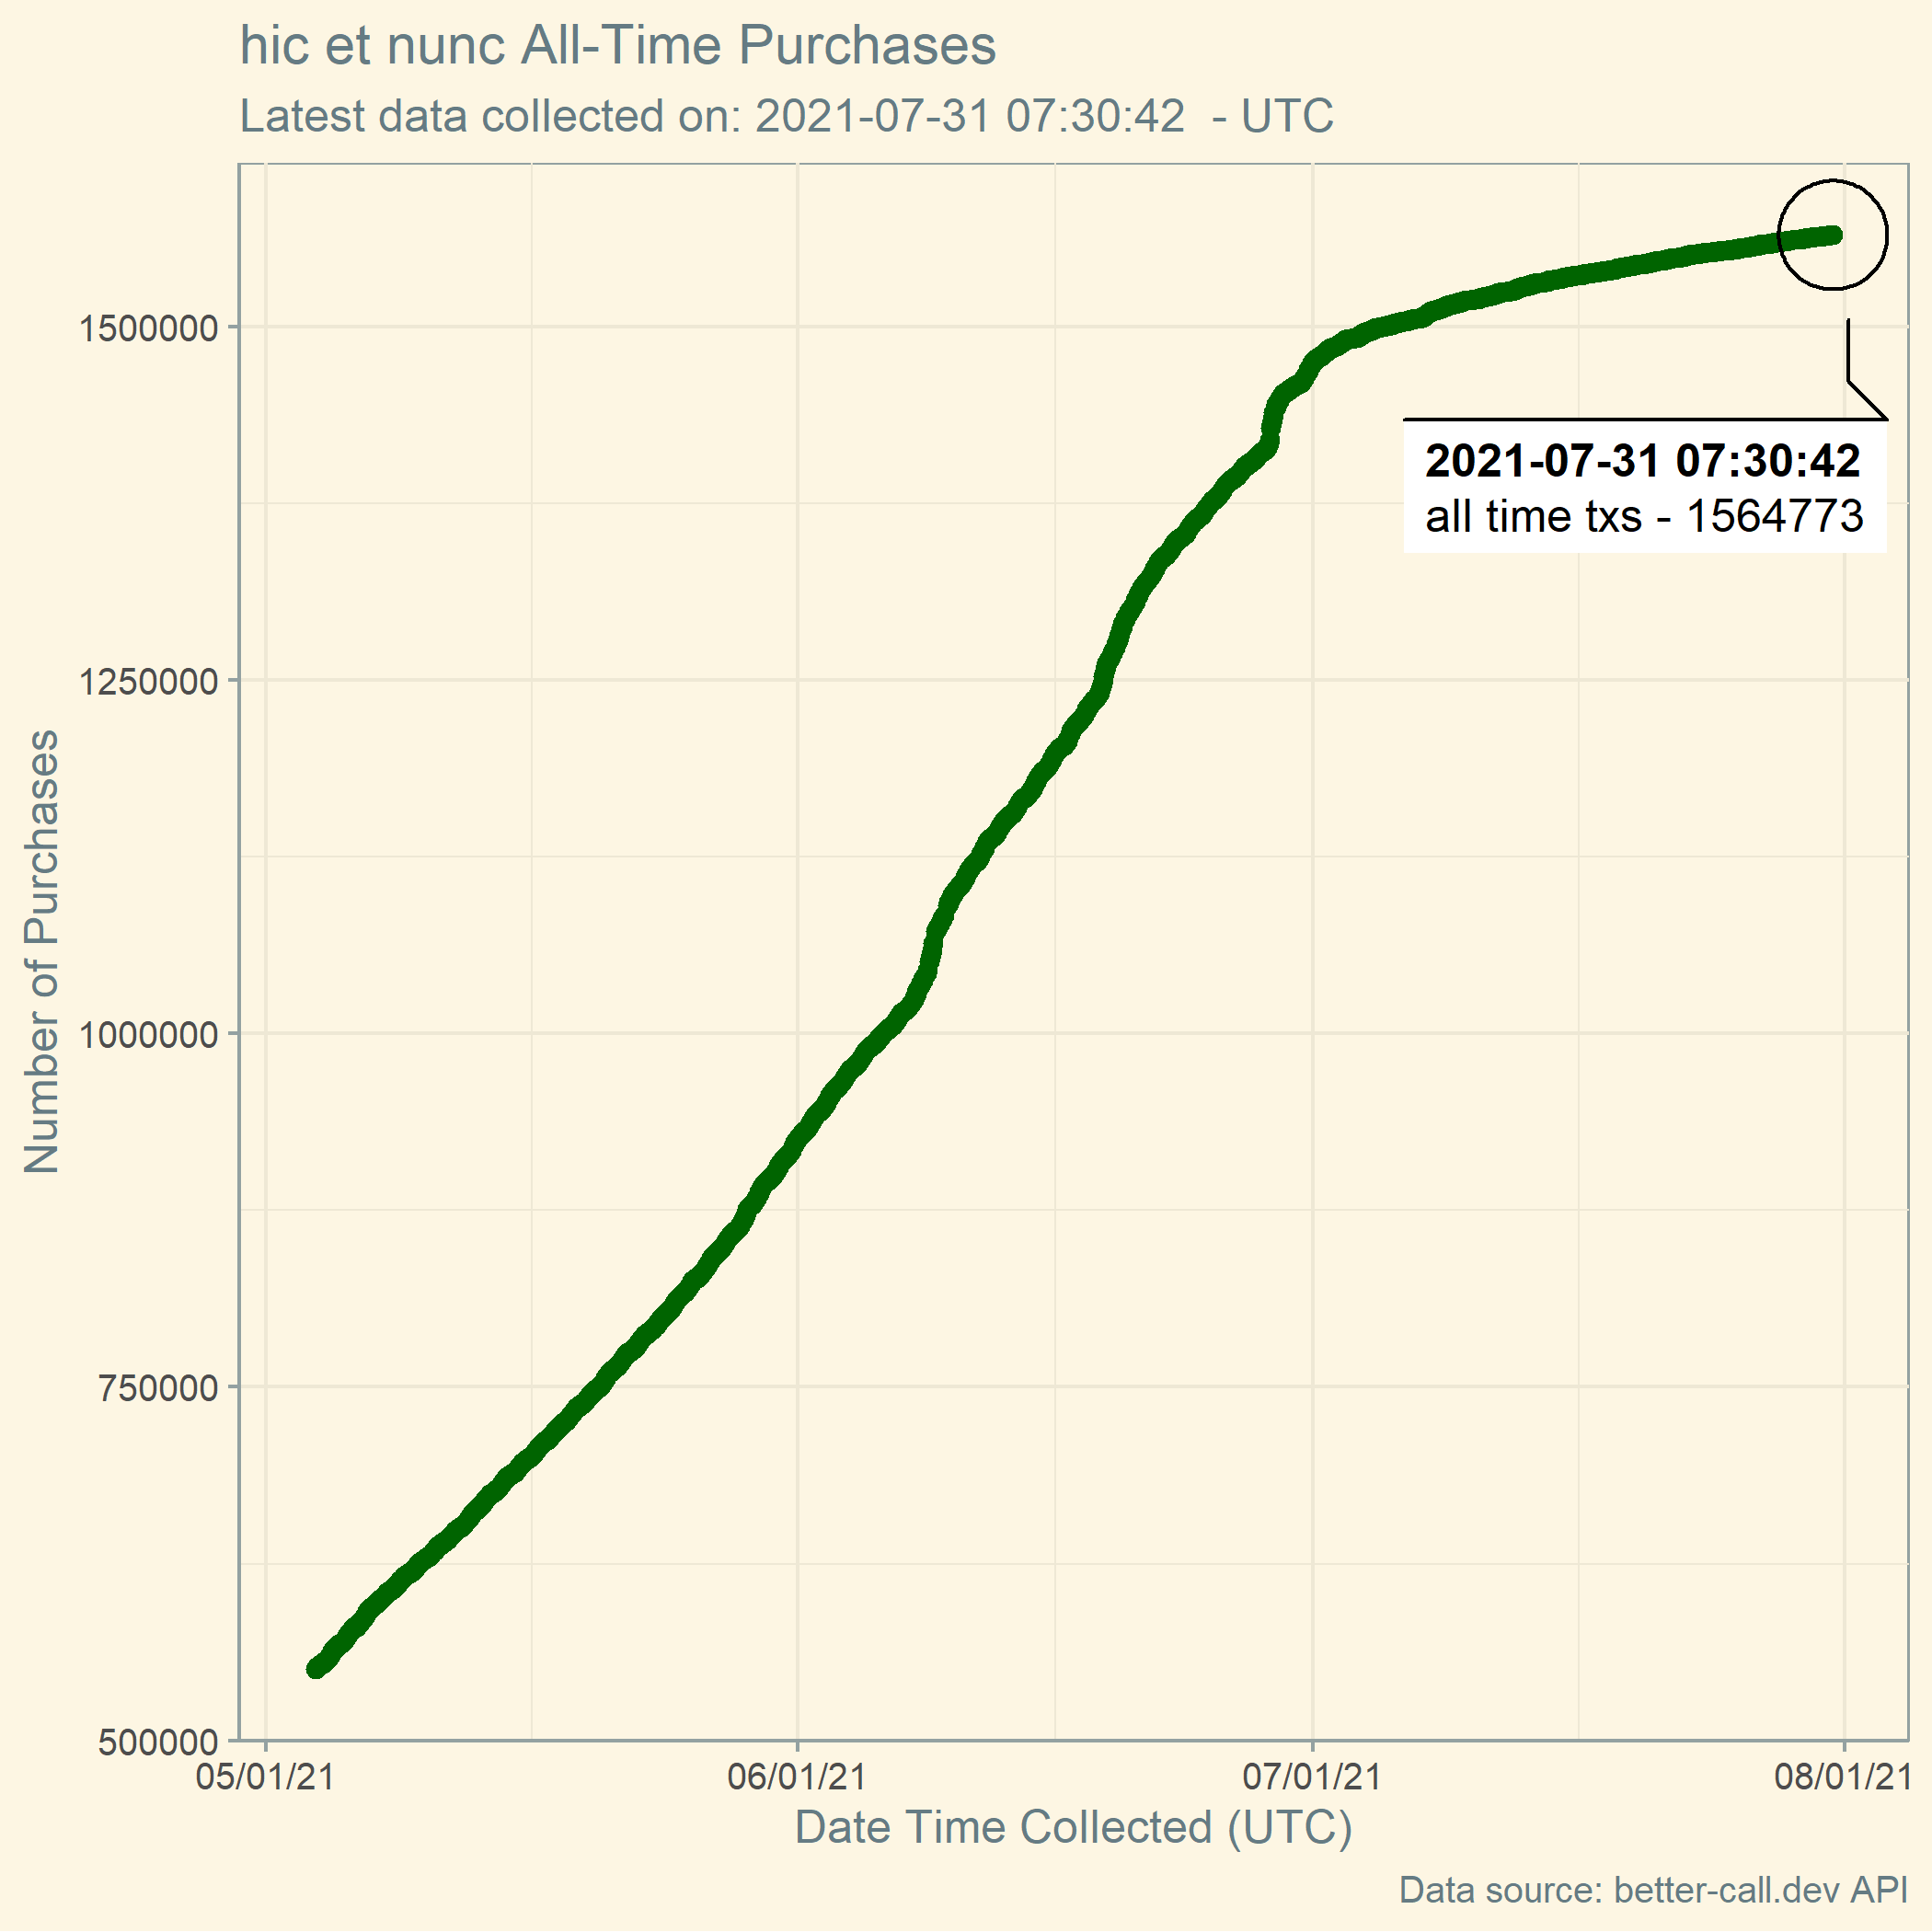 hic et nunc All-Time Purchases
Latest data collected on: 2021-07-31 07:30:42  - UTC
Number of Purchases
1500000
1250000
1000000
750000
500000
2021-07-31 07:30:42
all time txs - 1564773
05/01/21 06/01/21 07/01/21 08/01/21
Date Time Collected (UTC)
Data source: better-call.dev API